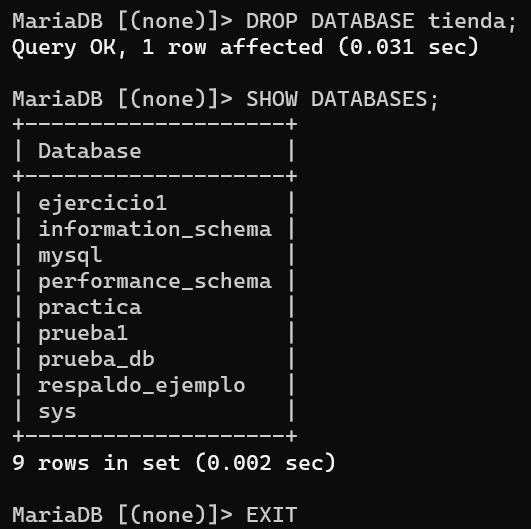 MariaDB [(none)]> DROP DATABASE tienda;
Query OK, 1 row affected (0.031 sec)

MariaDB [(none)]> SHOW DATABASES;
+--------------------+
| Database           |
+--------------------+
| ejercicio1         |
| information_schema |
| mysql              |
| performance_schema |
| practica           |
| prueba1            |
| prueba_db          |
| respaldo_ejemplo   |
| sys                |
+--------------------+
9 rows in set (0.002 sec)

MariaDB [(none)]> EXIT